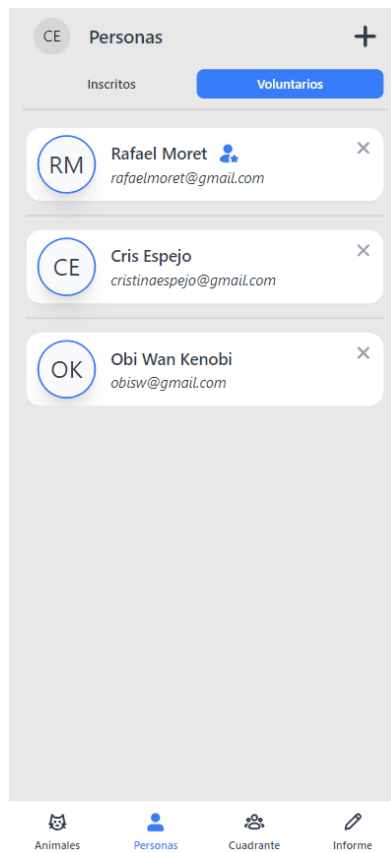 CE Personas
Inscritos Voluntarios
RM Rafael Moret
rafaelmoret@gmail.com
CE Cris Espejo
cristinaespejo@gmail.com
OK Obi Wan Kenobi
obisw@gmail.com
Animales Personas Cuadrante Informe